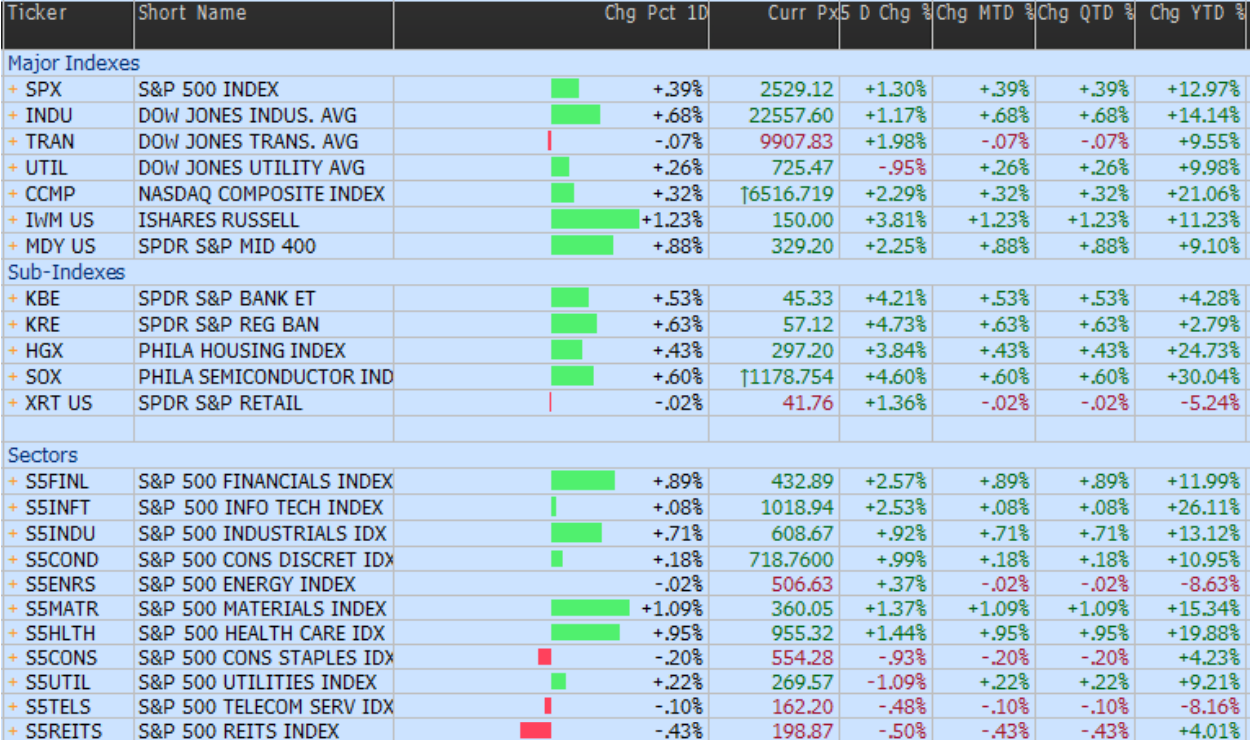 Ticker Short Name Chg Pct 1D Curr Px 5 D Chg % Chg MTD % Chg QTD % Chg YTD %
Major Indexes
+ SPX S&P 500 INDEX +.39% 2529.12 +1.30% +.39% +.39% +12.97%
+ INDU DOW JONES INDUS. AVG +.68% 22557.60 +1.17% +.68% +.68% +14.14%
+ TRAN DOW JONES TRANS. AVG -.07% 9907.83 +1.98% -.07% -.07% +9.55%
+ UTIL DOW JONES UTILITY AVG +.26% 725.47 -.95% +.26% +.26% +9.98%
+ CCMP NASDAQ COMPOSITE INDEX +.32% ↑6516.719 +2.29% +.32% +.32% +21.06%
+ IWM US ISHARES RUSSELL +1.23% 150.00 +3.81% +1.23% +1.23% +11.23%
+ MDY US SPDR S&P MID 400 +.88% 329.20 +2.25% +.88% +.88% +9.10%
Sub-Indexes
+ KBE SPDR S&P BANK ET +.53% 45.33 +4.21% +.53% +.53% +4.28%
+ KRE SPDR S&P REG BAN +.63% 57.12 +4.73% +.63% +.63% +2.79%
+ HGX PHILA HOUSING INDEX +.43% 297.20 +3.84% +.43% +.43% +24.73%
+ SOX PHILA SEMICONDUCTOR IND +.60% ↑1178.754 +4.60% +.60% +.60% +30.04%
+ XRT US SPDR S&P RETAIL -.02% 41.76 +1.36% -.02% -.02% -5.24%
Sectors
+ S5FINL S&P 500 FINANCIALS INDEX +.89% 432.89 +2.57% +.89% +.89% +11.99%
+ S5INFT S&P 500 INFO TECH INDEX +.08% 1018.94 +2.53% +.08% +.08% +26.11%
+ S5INDU S&P 500 INDUSTRIALS IDX +.71% 608.67 +.92% +.71% +.71% +13.12%
+ S5COND S&P 500 CONS DISCRET IDX +.18% 718.7600 +.99% +.18% +.18% +10.95%
+ S5ENRS S&P 500 ENERGY INDEX -.02% 506.63 +.37% -.02% -.02% -8.63%
+ S5MATR S&P 500 MATERIALS INDEX +1.09% 360.05 +1.37% +1.09% +1.09% +15.34%
+ S5HLTH S&P 500 HEALTH CARE IDX +.95% 955.32 +1.44% +.95% +.95% +19.88%
+ S5CONS S&P 500 CONS STAPLES IDX -.20% 554.28 -.93% -.20% -.20% +4.23%
+ S5UTIL S&P 500 UTILITIES INDEX +.22% 269.57 -1.09% +.22% +.22% +9.21%
+ S5TELS S&P 500 TELECOM SERV IDX -.10% 162.20 -.48% -.10% -.10% -8.16%
+ S5REITS S&P 500 REITS INDEX -.43% 198.87 -.50% -.43% -.43% +4.01%